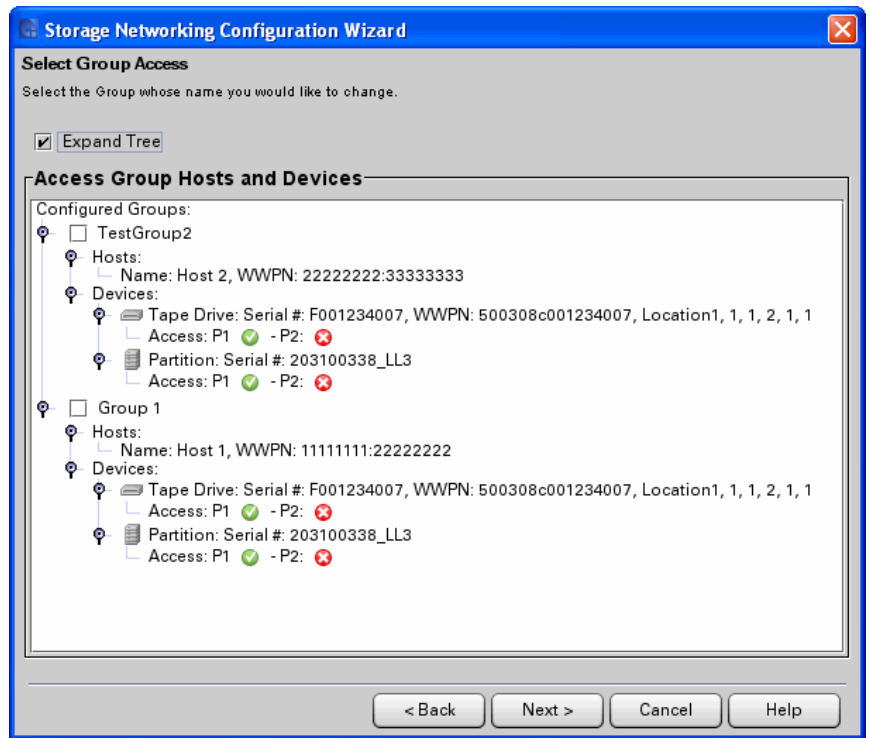 Storage Networking Configuration Wizard
Select Group Access
Select the Group whose name you would like to change.
Expand Tree
Access Group Hosts and Devices
Configured Groups:
TestGroup2
Hosts:
Name: Host 2, WWPN: 22222222:33333333
Devices:
Tape Drive: Serial #: F001234007, WWPN: 500308c001234007, Location1, 1, 1, 2, 1, 1
Access: P1 - P2:
Partition: Serial #: 203100338_LL3
Access: P1 - P2:
Group 1
Hosts:
Name: Host 1, WWPN: 11111111:22222222
Devices:
Tape Drive: Serial #: F001234007, WWPN: 500308c001234007, Location1, 1, 1, 2, 1, 1
Access: P1 - P2:
Partition: Serial #: 203100338_LL3
Access: P1 - P2:
< Back Next > Cancel Help